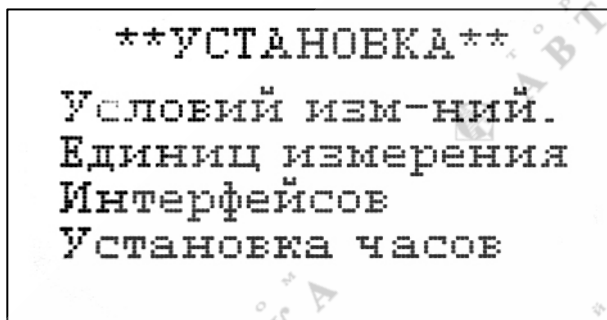 **УСТАНОВКА**
Условий изм-ний.
Единиц измерения
Интерфейсов
Установка часов